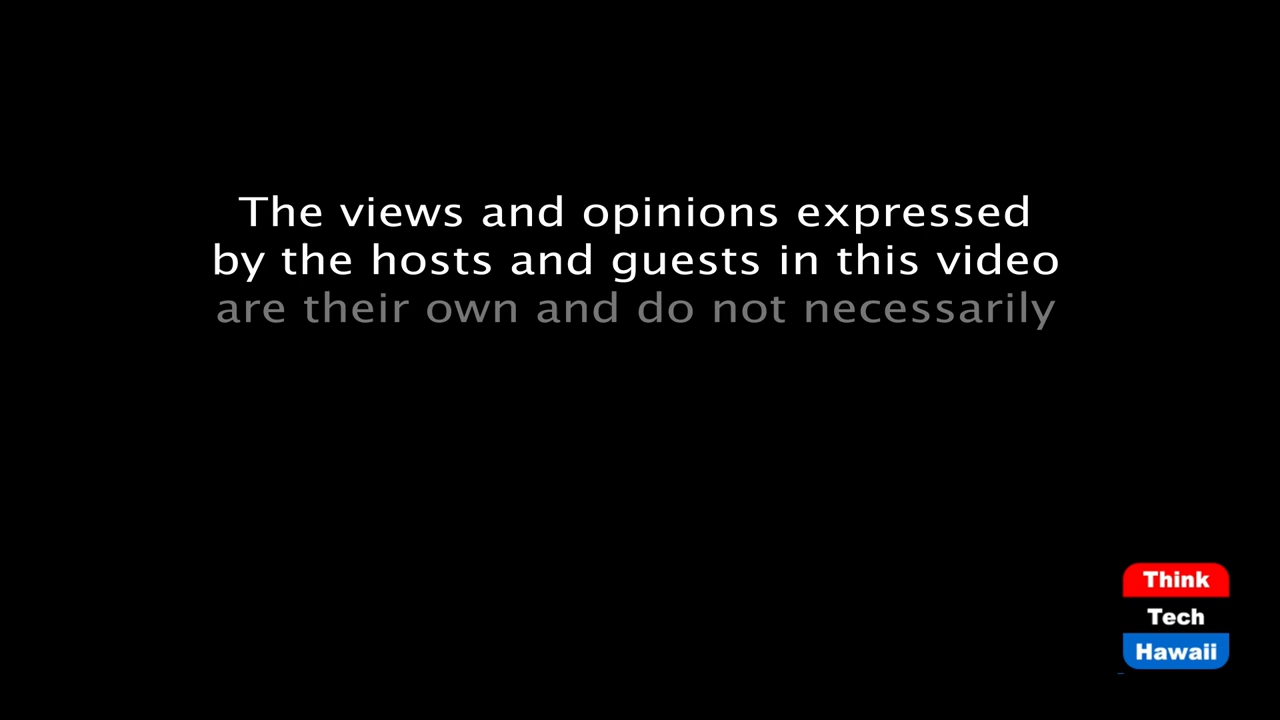 The views and opinions expressed
by the hosts and guests in this video
are their own and do not necessarily
Think
Tech
Hawaii